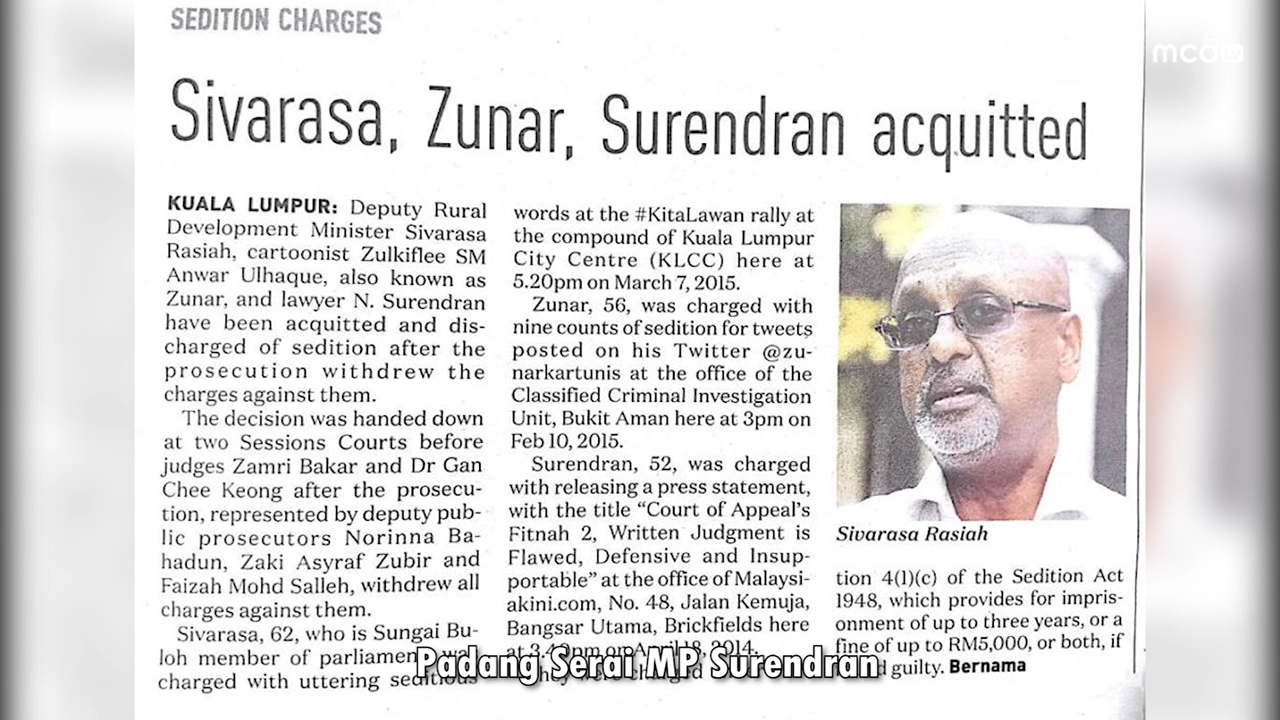 SEDITION CHARGES
mcatv
Sivarasa, Zunar, Surendran acquitted
KUALA LUMPUR: Deputy Rural
Development Minister Sivarasa
Rasiah, cartoonist Zulkiflee SM
Anwar Ulhaque, also known as
Zunar, and lawyer N. Surendran
have been acquitted and dis-
charged of sedition after the
prosecution withdrew the
charges against them.
The decision was handed down
at two Sessions Courts before
judges Zamri Bakar and Dr Gan
Chee Keong after the prosecu-
tion, represented by deputy pub-
lic prosecutors Norinna Ba-
hadun, Zaki Asyraf Zubir and
Faizah Mohd Salleh, withdrew all
charges against them.
Sivarasa, 62, who is Sungai Bu-
loh member of parliament
charged with uttering seditious
words at the #KitaLawan rally at
the compound of Kuala Lumpur
City Centre (KLCC) here at
5.20pm on March 7, 2015.
Zunar, 56, was charged with
nine counts of sedition for tweets
posted on his Twitter @zu-
narkartunis at the office of the
Classified Criminal Investigation
Unit, Bukit Aman here at 3pm on
Feb 10, 2015.
Surendran, 52, was charged
with releasing a press statement,
with the title “Court of Appeal’s
Fitnah 2, Written Judgment is
Flawed, Defensive and Insup-
portable” at the office of Malaysi-
akini.com, No. 48, Jalan Kemuja,
Bangsar Utama, Brickfields here
2014.
charged
Sivarasa Rasiah
tion 4(1)(c) of the Sedition Act
1948, which provides for impris-
onment of up to three years, or a
fine of up to RM5,000, or both, if
guilty. Bernama
Padang Serai MP Surendran